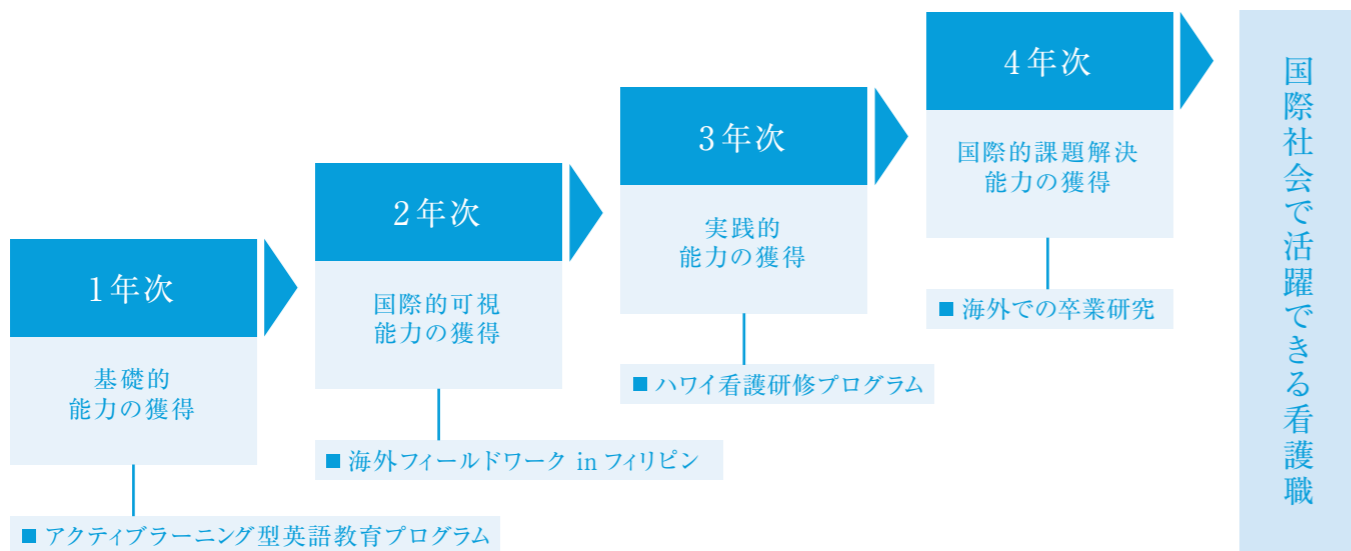 1年次
基礎的
能力の獲得
■ アクティブラーニング型英語教育プログラム
2年次
国際的可視
能力の獲得
■ 海外フィールドワーク in フィリピン
3年次
実践的
能力の獲得
■ ハワイ看護研修プログラム
4年次
国際的課題解決
能力の獲得
■ 海外での卒業研究
国際社会で活躍できる看護職